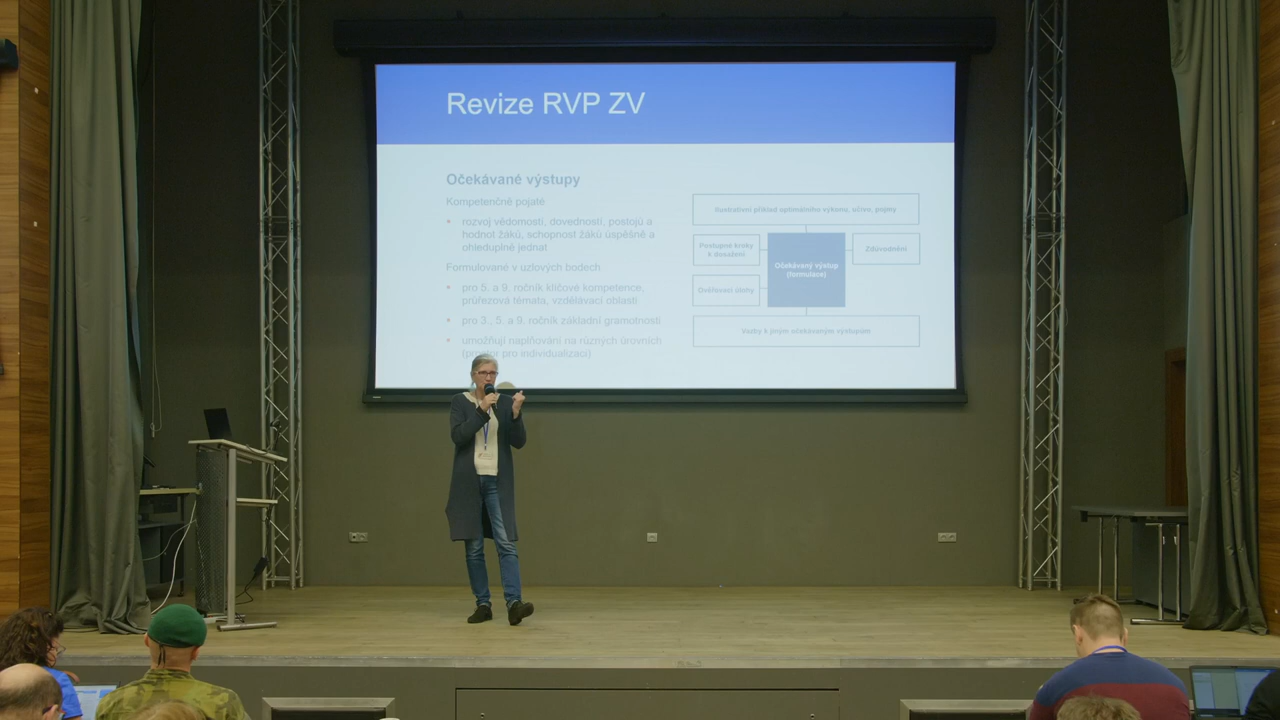 Revize RVP ZV
Očekávané výstupy
Kompetenčně pojaté
• rozvoj vědomostí, dovedností, postojů a
hodnot žáků, schopnost žáků úspěšně a
ohleduplně jednat
Formulované v uzlových bodech
• pro 5. a 9. ročník klíčové kompetence,
průřezová témata, vzdělávací oblasti
• pro 3., 5. a 9. ročník základní gramotnosti
• umožňují naplňování na různých úrovních
(prostor pro individualizaci)
Ilustrativní příklad optimálního výkonu, učivo, pojmy
Postupné kroky
k dosažení
Očekávaný výstup
(formulace)
Zdůvodnění
Ověřovací úlohy
Vazby k jiným očekávaným výstupům